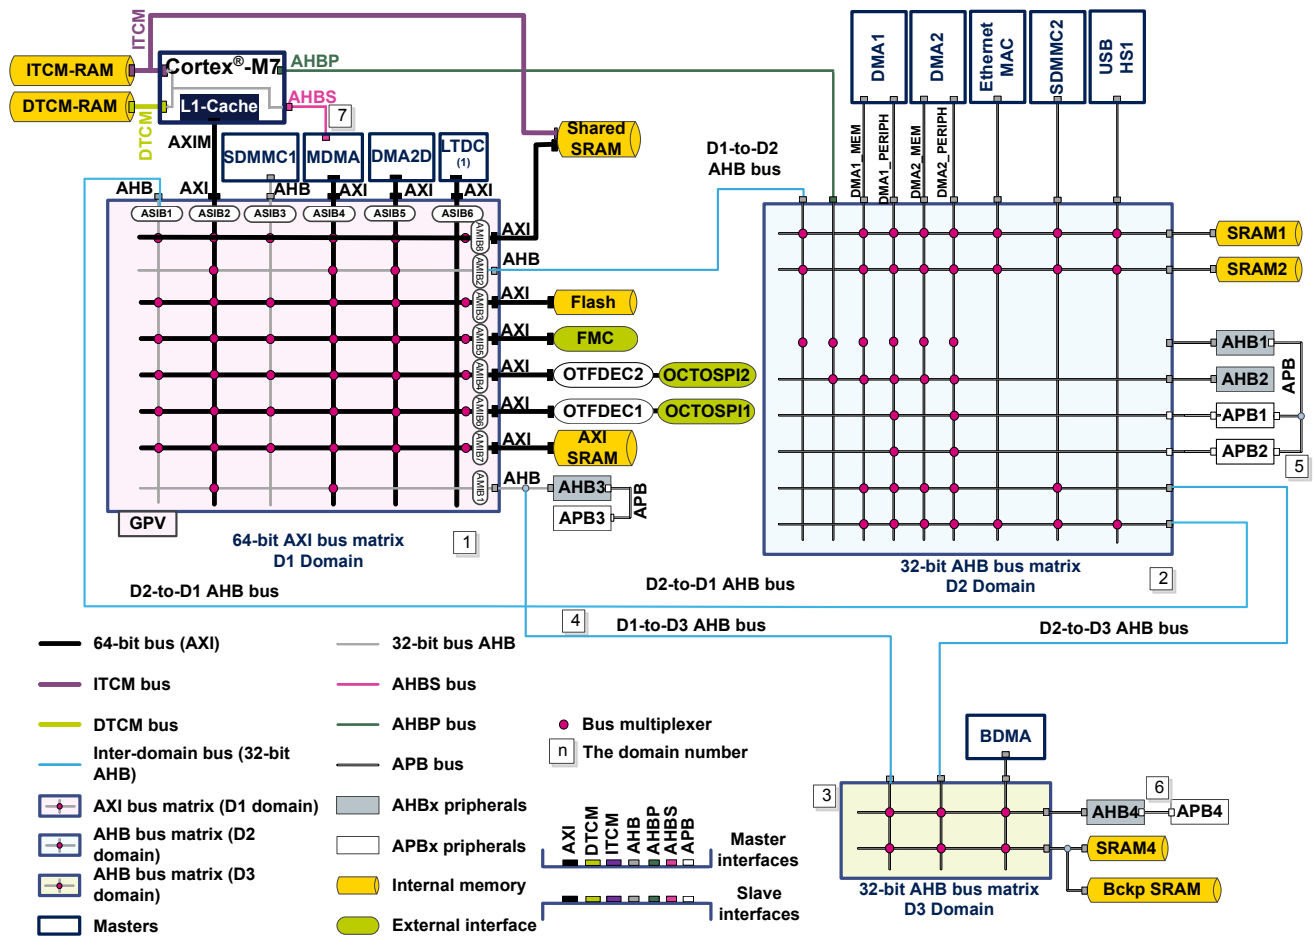 ITCM
ITCM-RAM
DTCM-RAM
Cortex®-M7
L1-Cache
AHBP
AHBS
DTCM
AXIM
7
SDMMC1
MDMA
DMA2D
LTDC
(1)
Shared
SRAM
AHB
AXI
AHB
AXI
AXI
AXI
ASIB1
ASIB2
ASIB3
ASIB4
ASIB5
ASIB6
AMIB8
AXI
AMIB2
AHB
AMIB3
AXI
Flash
AMIB5
AXI
FMC
AMIB4
AXI
OTFDEC2
OCTOSPI2
AMIB6
AXI
OTFDEC1
OCTOSPI1
AMIB7
AXI
AXI
SRAM
AMIB1
AHB
AHB3
APB3
APB
GPV
64-bit AXI bus matrix
D1 Domain
1
D1-to-D2
AHB bus
DMA1
DMA2
Ethernet
MAC
SDMMC2
USB
HS1
DMA1_MEM
DMA1_PERIPH
DMA2_MEM
DMA2_PERIPH
SRAM1
SRAM2
AHB1
AHB2
APB
APB1
APB2
5
32-bit AHB bus matrix
D2 Domain
2
D2-to-D1 AHB bus
D2-to-D1 AHB bus
4
D1-to-D3 AHB bus
D2-to-D3 AHB bus
64-bit bus (AXI)
ITCM bus
DTCM bus
Inter-domain bus (32-bit
AHB)
AXI bus matrix (D1 domain)
AHB bus matrix (D2
domain)
AHB bus matrix (D3
domain)
Masters
32-bit bus AHB
AHBS bus
AHBP bus
APB bus
AHBx pripherals
APBx pripherals
Internal memory
External interface
Bus multiplexer
n
The domain number
AXI
DTCM
ITCM
AHB
AHBP
AHBS
APB
Master
interfaces
Slave
interfaces
BDMA
3
6
AHB4
APB4
SRAM4
Bckp SRAM
32-bit AHB bus matrix
D3 Domain